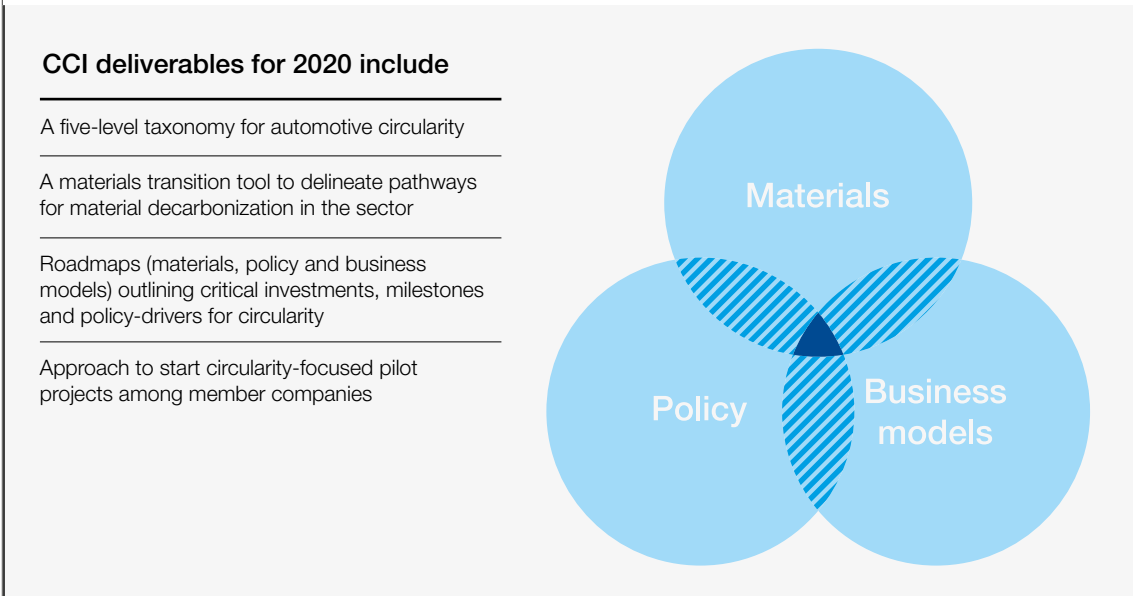 CCI deliverables for 2020 include
A five-level taxonomy for automotive circularity
A materials transition tool to delineate pathways
for material decarbonization in the sector
Roadmaps (materials, policy and business
models) outlining critical investments, milestones
and policy-drivers for circularity
Approach to start circularity-focused pilot
projects among member companies
Materials
Policy
Business
models